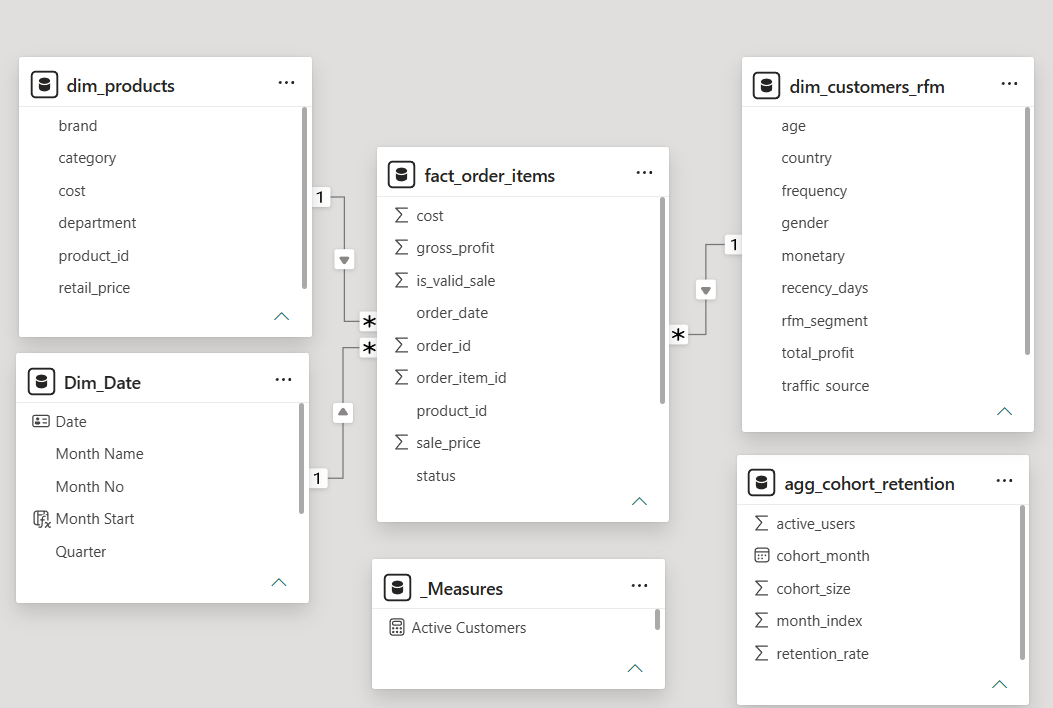 dim_products
brand
category
cost
department
product_id
retail_price
1
*
Dim_Date
Date
Month Name
Month No
Month Start
Quarter
1
*
fact_order_items
Σ cost
Σ gross_profit
Σ is_valid_sale
order_date
Σ order_id
Σ order_item_id
product_id
Σ sale_price
status
_Measures
Active Customers
dim_customers_rfm
age
country
frequency
gender
monetary
recency_days
rfm_segment
total_profit
traffic_source
1
*
agg_cohort_retention
Σ active_users
cohort_month
Σ cohort_size
Σ month_index
Σ retention_rate